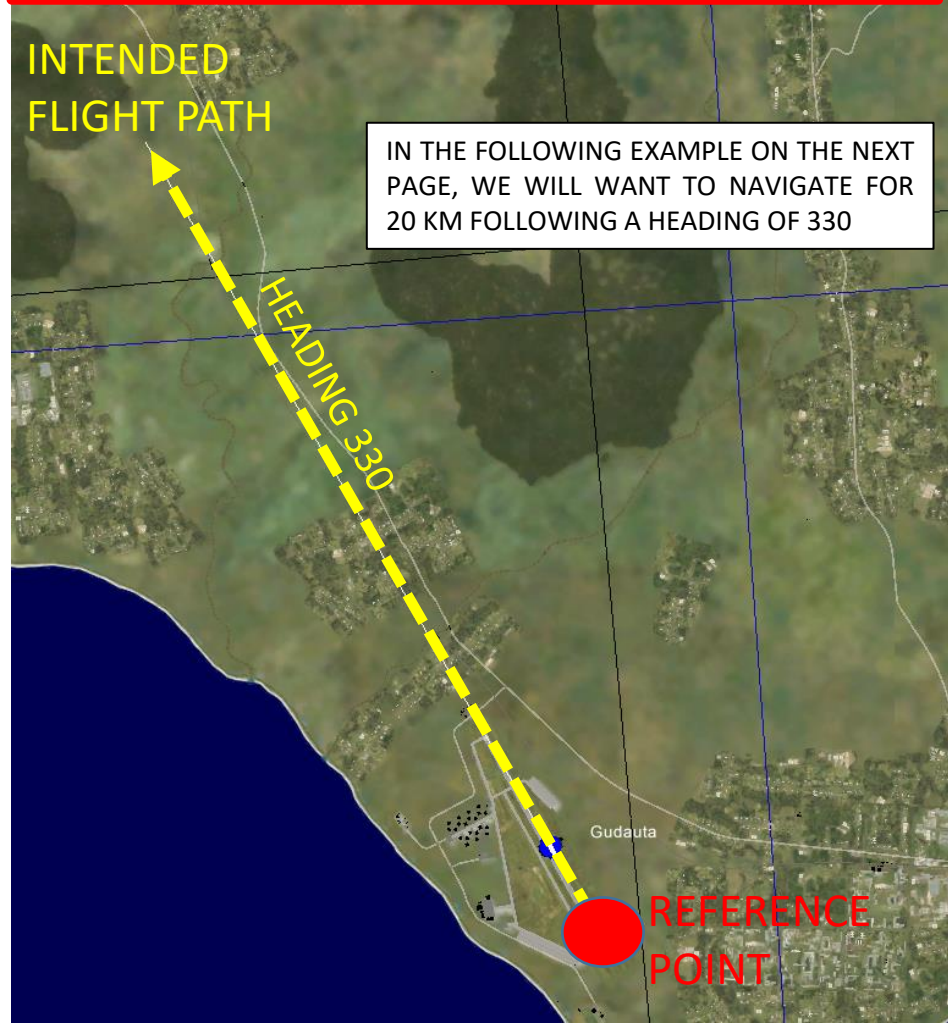 INTENDED
FLIGHT PATH
IN THE FOLLOWING EXAMPLE ON THE NEXT
PAGE, WE WILL WANT TO NAVIGATE FOR
20 KM FOLLOWING A HEADING OF 330
HEADING 330
Gudauta
REFERENCE
POINT